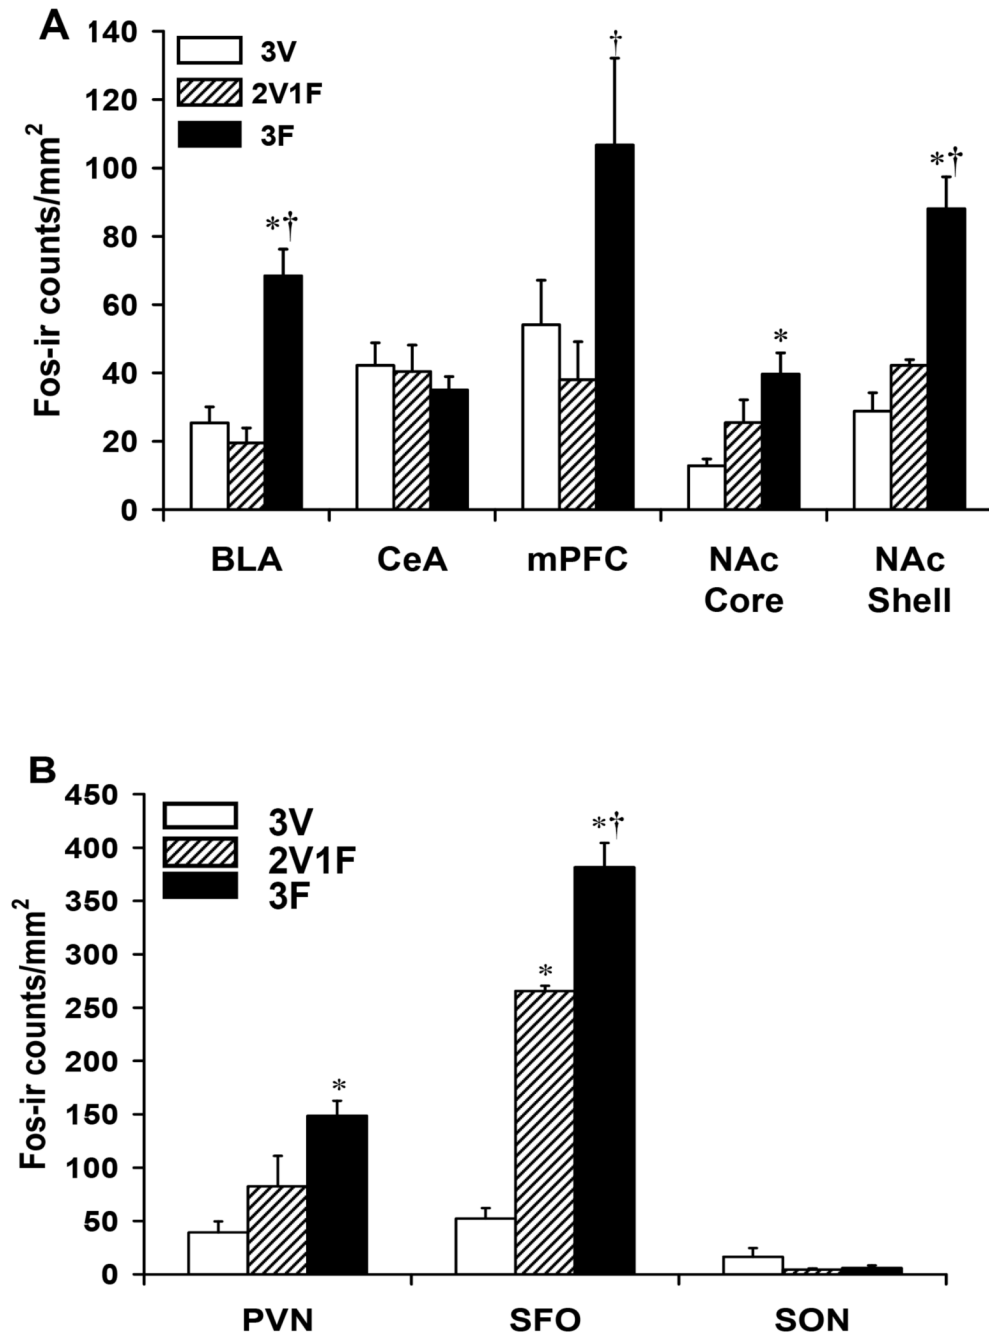 A
140
120
100
80
60
40
20
0
Fos-ir counts/mm²
3V
2V1F
3F
*†
†
*
*†
BLA CeA mPFC NAc Core NAc Shell
B
450
400
350
300
250
200
150
100
50
0
Fos-ir counts/mm²
3V
2V1F
3F
*
*
*†
PVN SFO SON